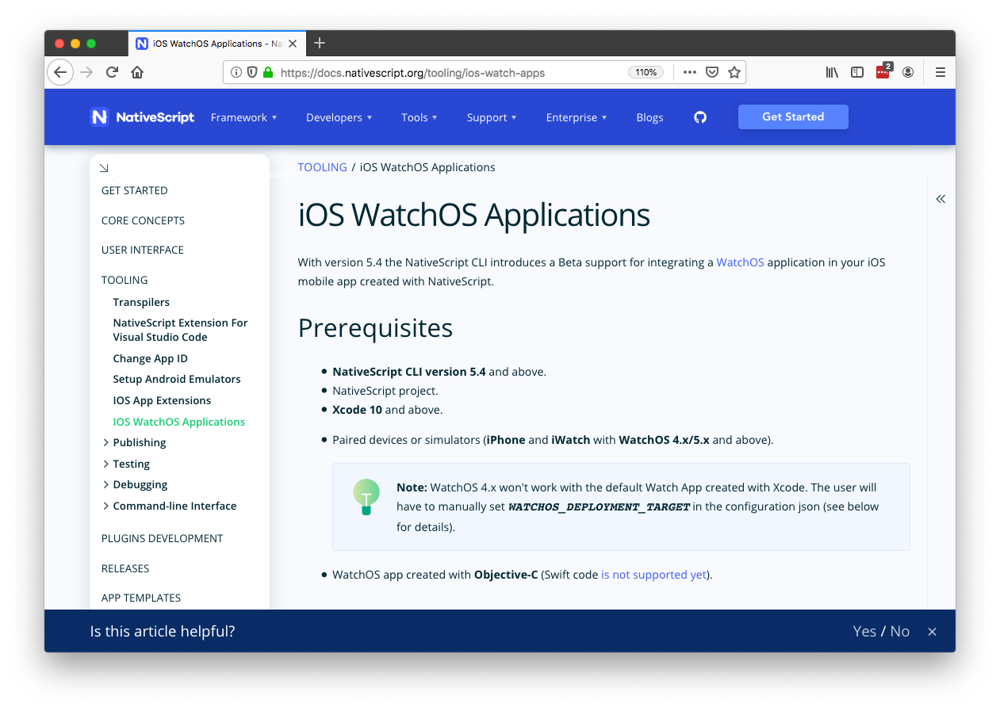 iOS WatchOS Applications - Na
https://docs.nativescript.org/tooling/ios-watch-apps
110%
2
NativeScript
Framework
Developers
Tools
Support
Enterprise
Blogs
Get Started
GET STARTED
CORE CONCEPTS
USER INTERFACE
TOOLING
Transpilers
NativeScript Extension For
Visual Studio Code
Change App ID
Setup Android Emulators
IOS App Extensions
IOS WatchOS Applications
Publishing
Testing
Debugging
Command-line Interface
PLUGINS DEVELOPMENT
RELEASES
APP TEMPLATES
TOOLING / iOS WatchOS Applications
iOS WatchOS Applications
With version 5.4 the NativeScript CLI introduces a Beta support for integrating a WatchOS application in your iOS
mobile app created with NativeScript.
Prerequisites
• NativeScript CLI version 5.4 and above.
• NativeScript project.
• Xcode 10 and above.
• Paired devices or simulators (iPhone and iWatch with WatchOS 4.x/5.x and above).
Note: WatchOS 4.x won't work with the default Watch App created with Xcode. The user will
have to manually set WATCHOS_DEPLOYMENT_TARGET in the configuration json (see below
for details).
• WatchOS app created with Objective-C (Swift code is not supported yet).
Is this article helpful?
Yes / No